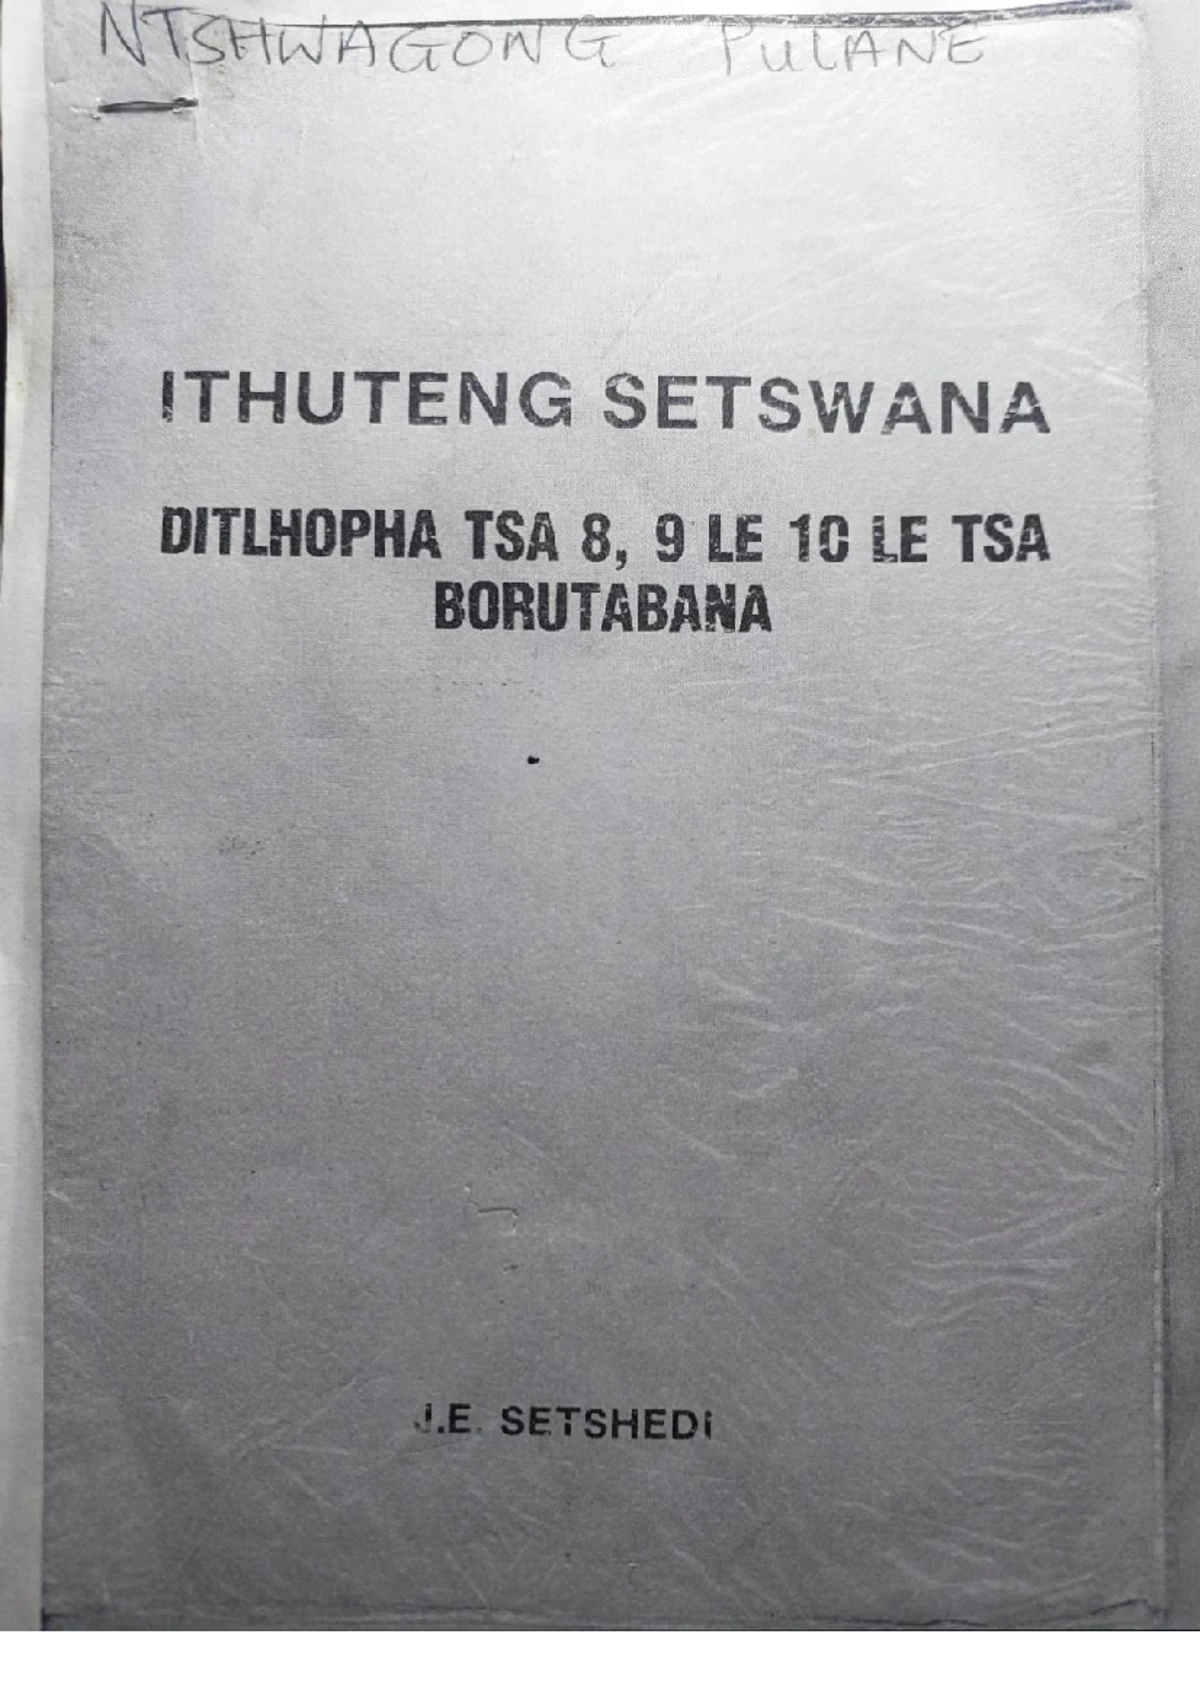 NTSHWAGONG PULANE
ITHUTENG SETSWANA
DITLHOPHA TSA 8, 9 LE 10 LE TSA
BORUTABANA
J.E. SETSHEDI